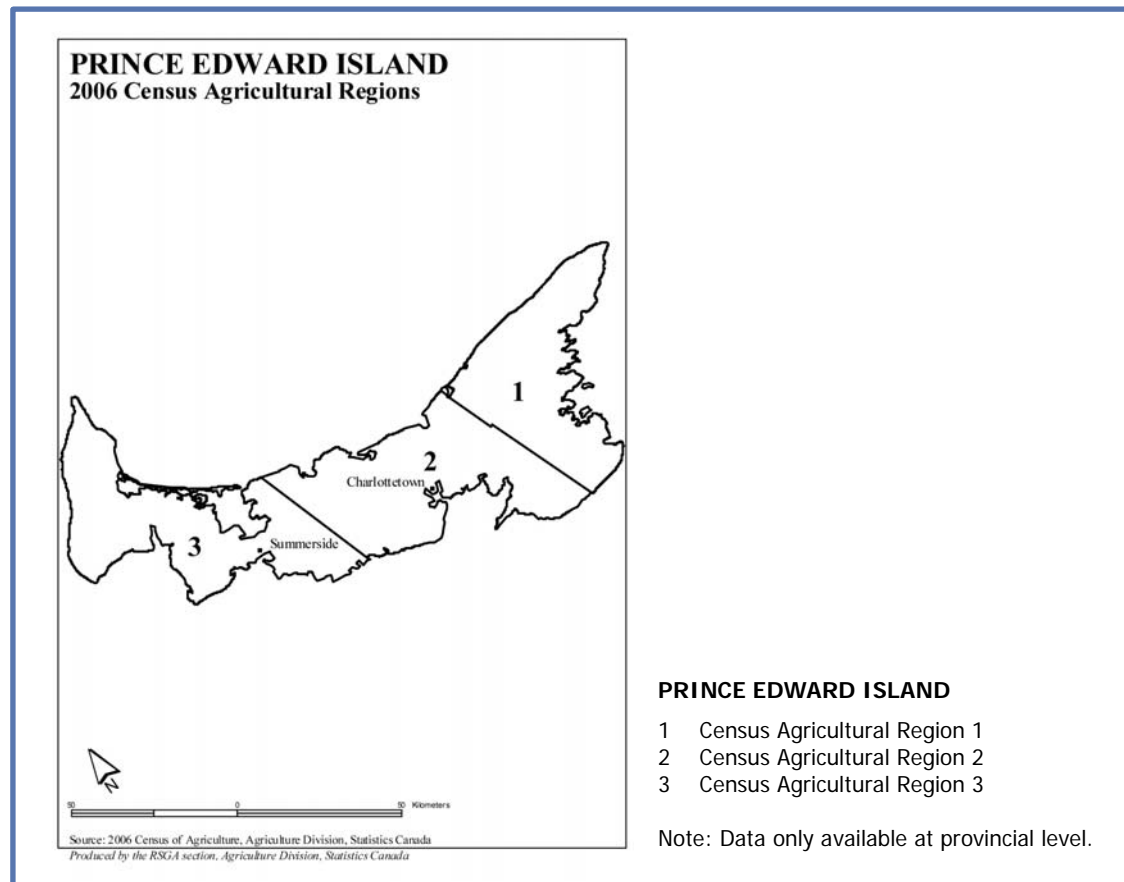 PRINCE EDWARD ISLAND
2006 Census Agricultural Regions
1
2
Charlottetown
3
Summerside
N
50 0 50 Kilometers
Source: 2006 Census of Agriculture, Agriculture Division, Statistics Canada
Produced by the RSGA section, Agriculture Division, Statistics Canada
PRINCE EDWARD ISLAND
1 Census Agricultural Region 1
2 Census Agricultural Region 2
3 Census Agricultural Region 3
Note: Data only available at provincial level.